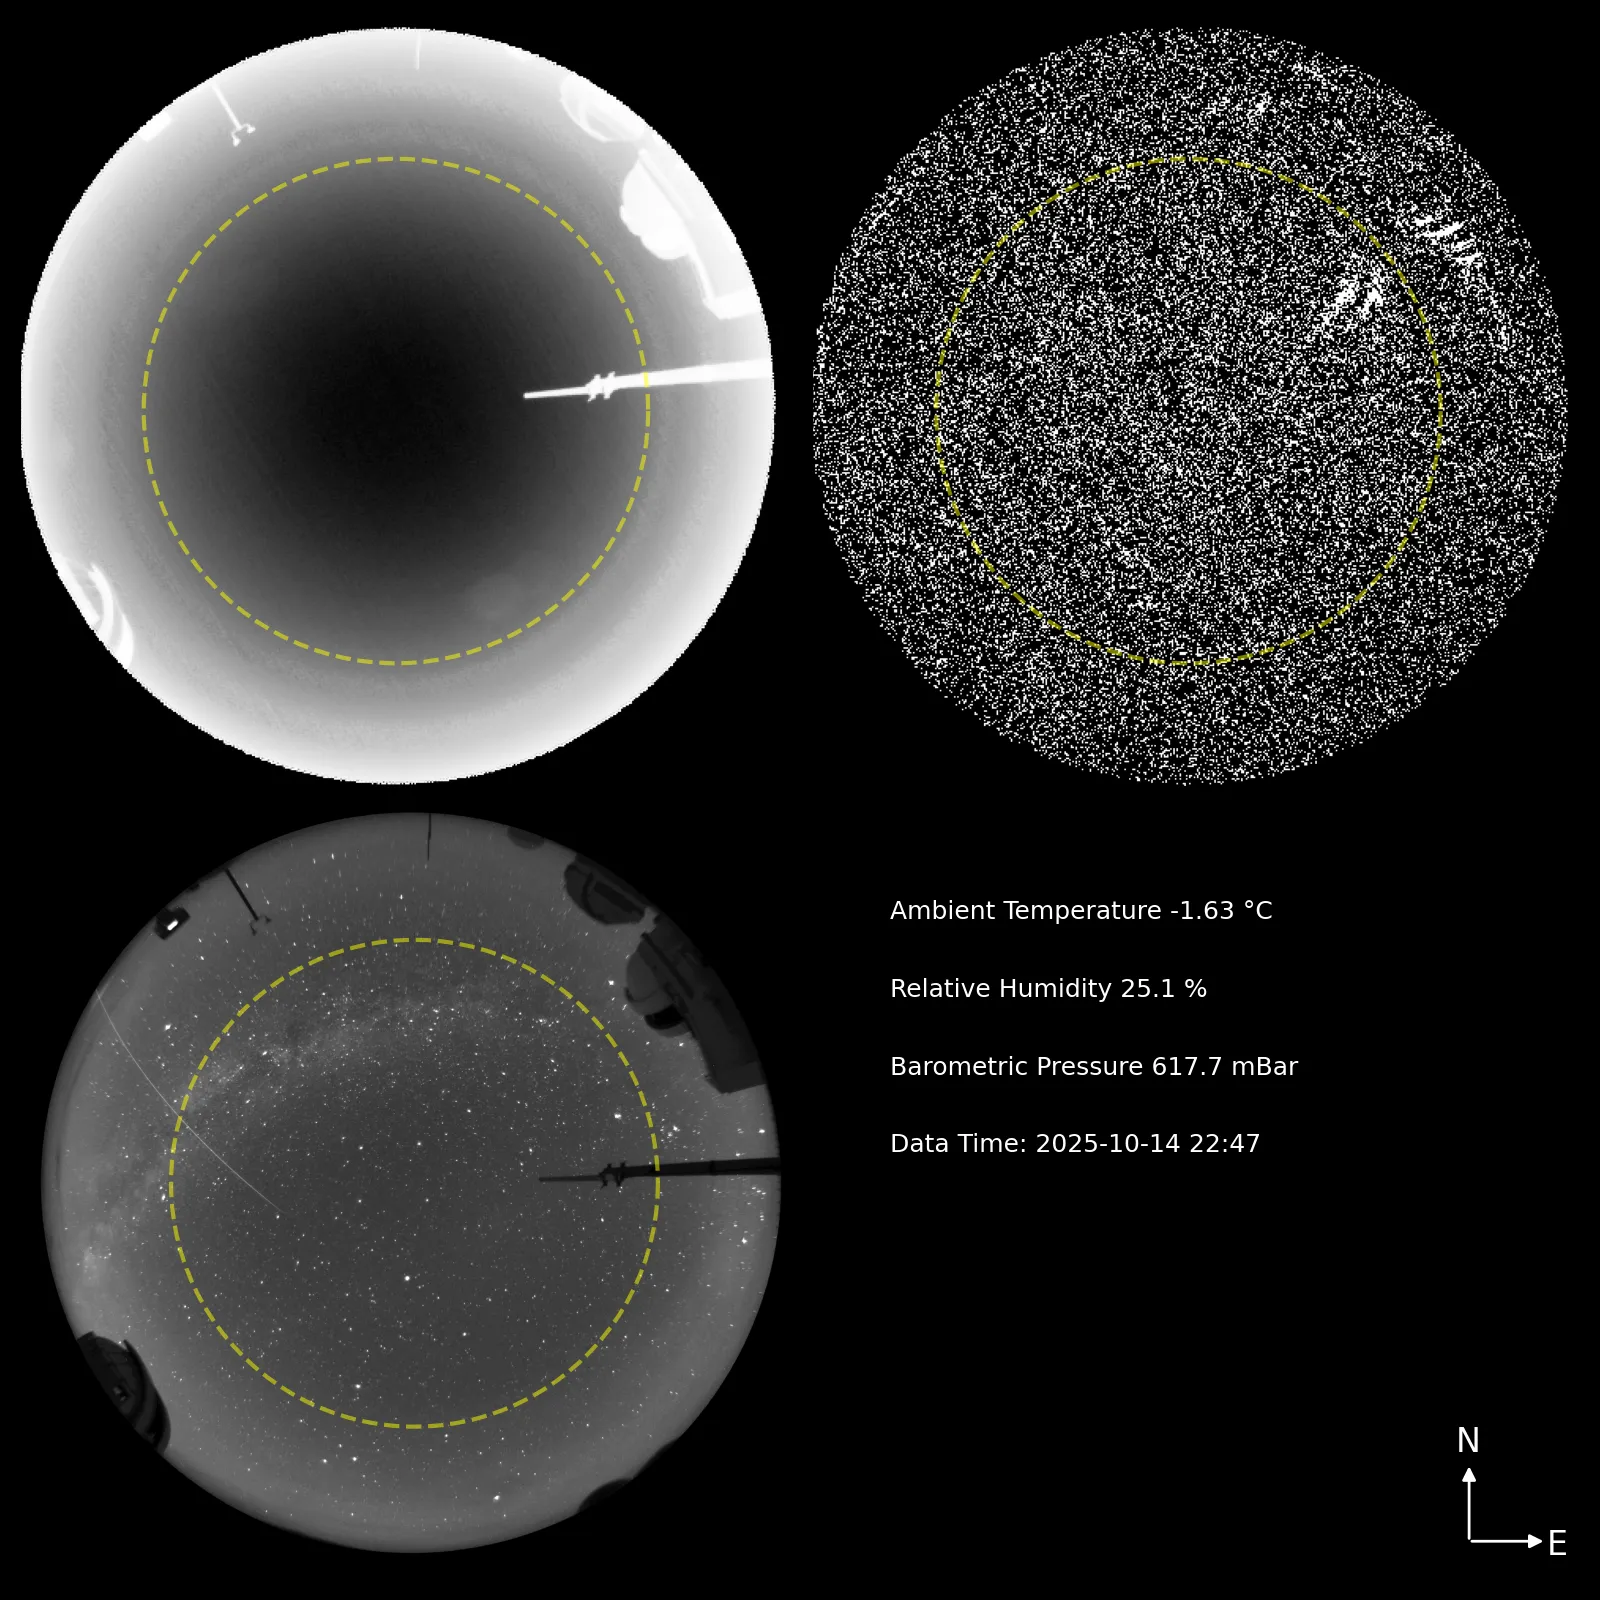 Ambient Temperature -1.63 °C
Relative Humidity 25.1 %
Barometric Pressure 617.7 mBar
Data Time: 2025-10-14 22:47
N
E